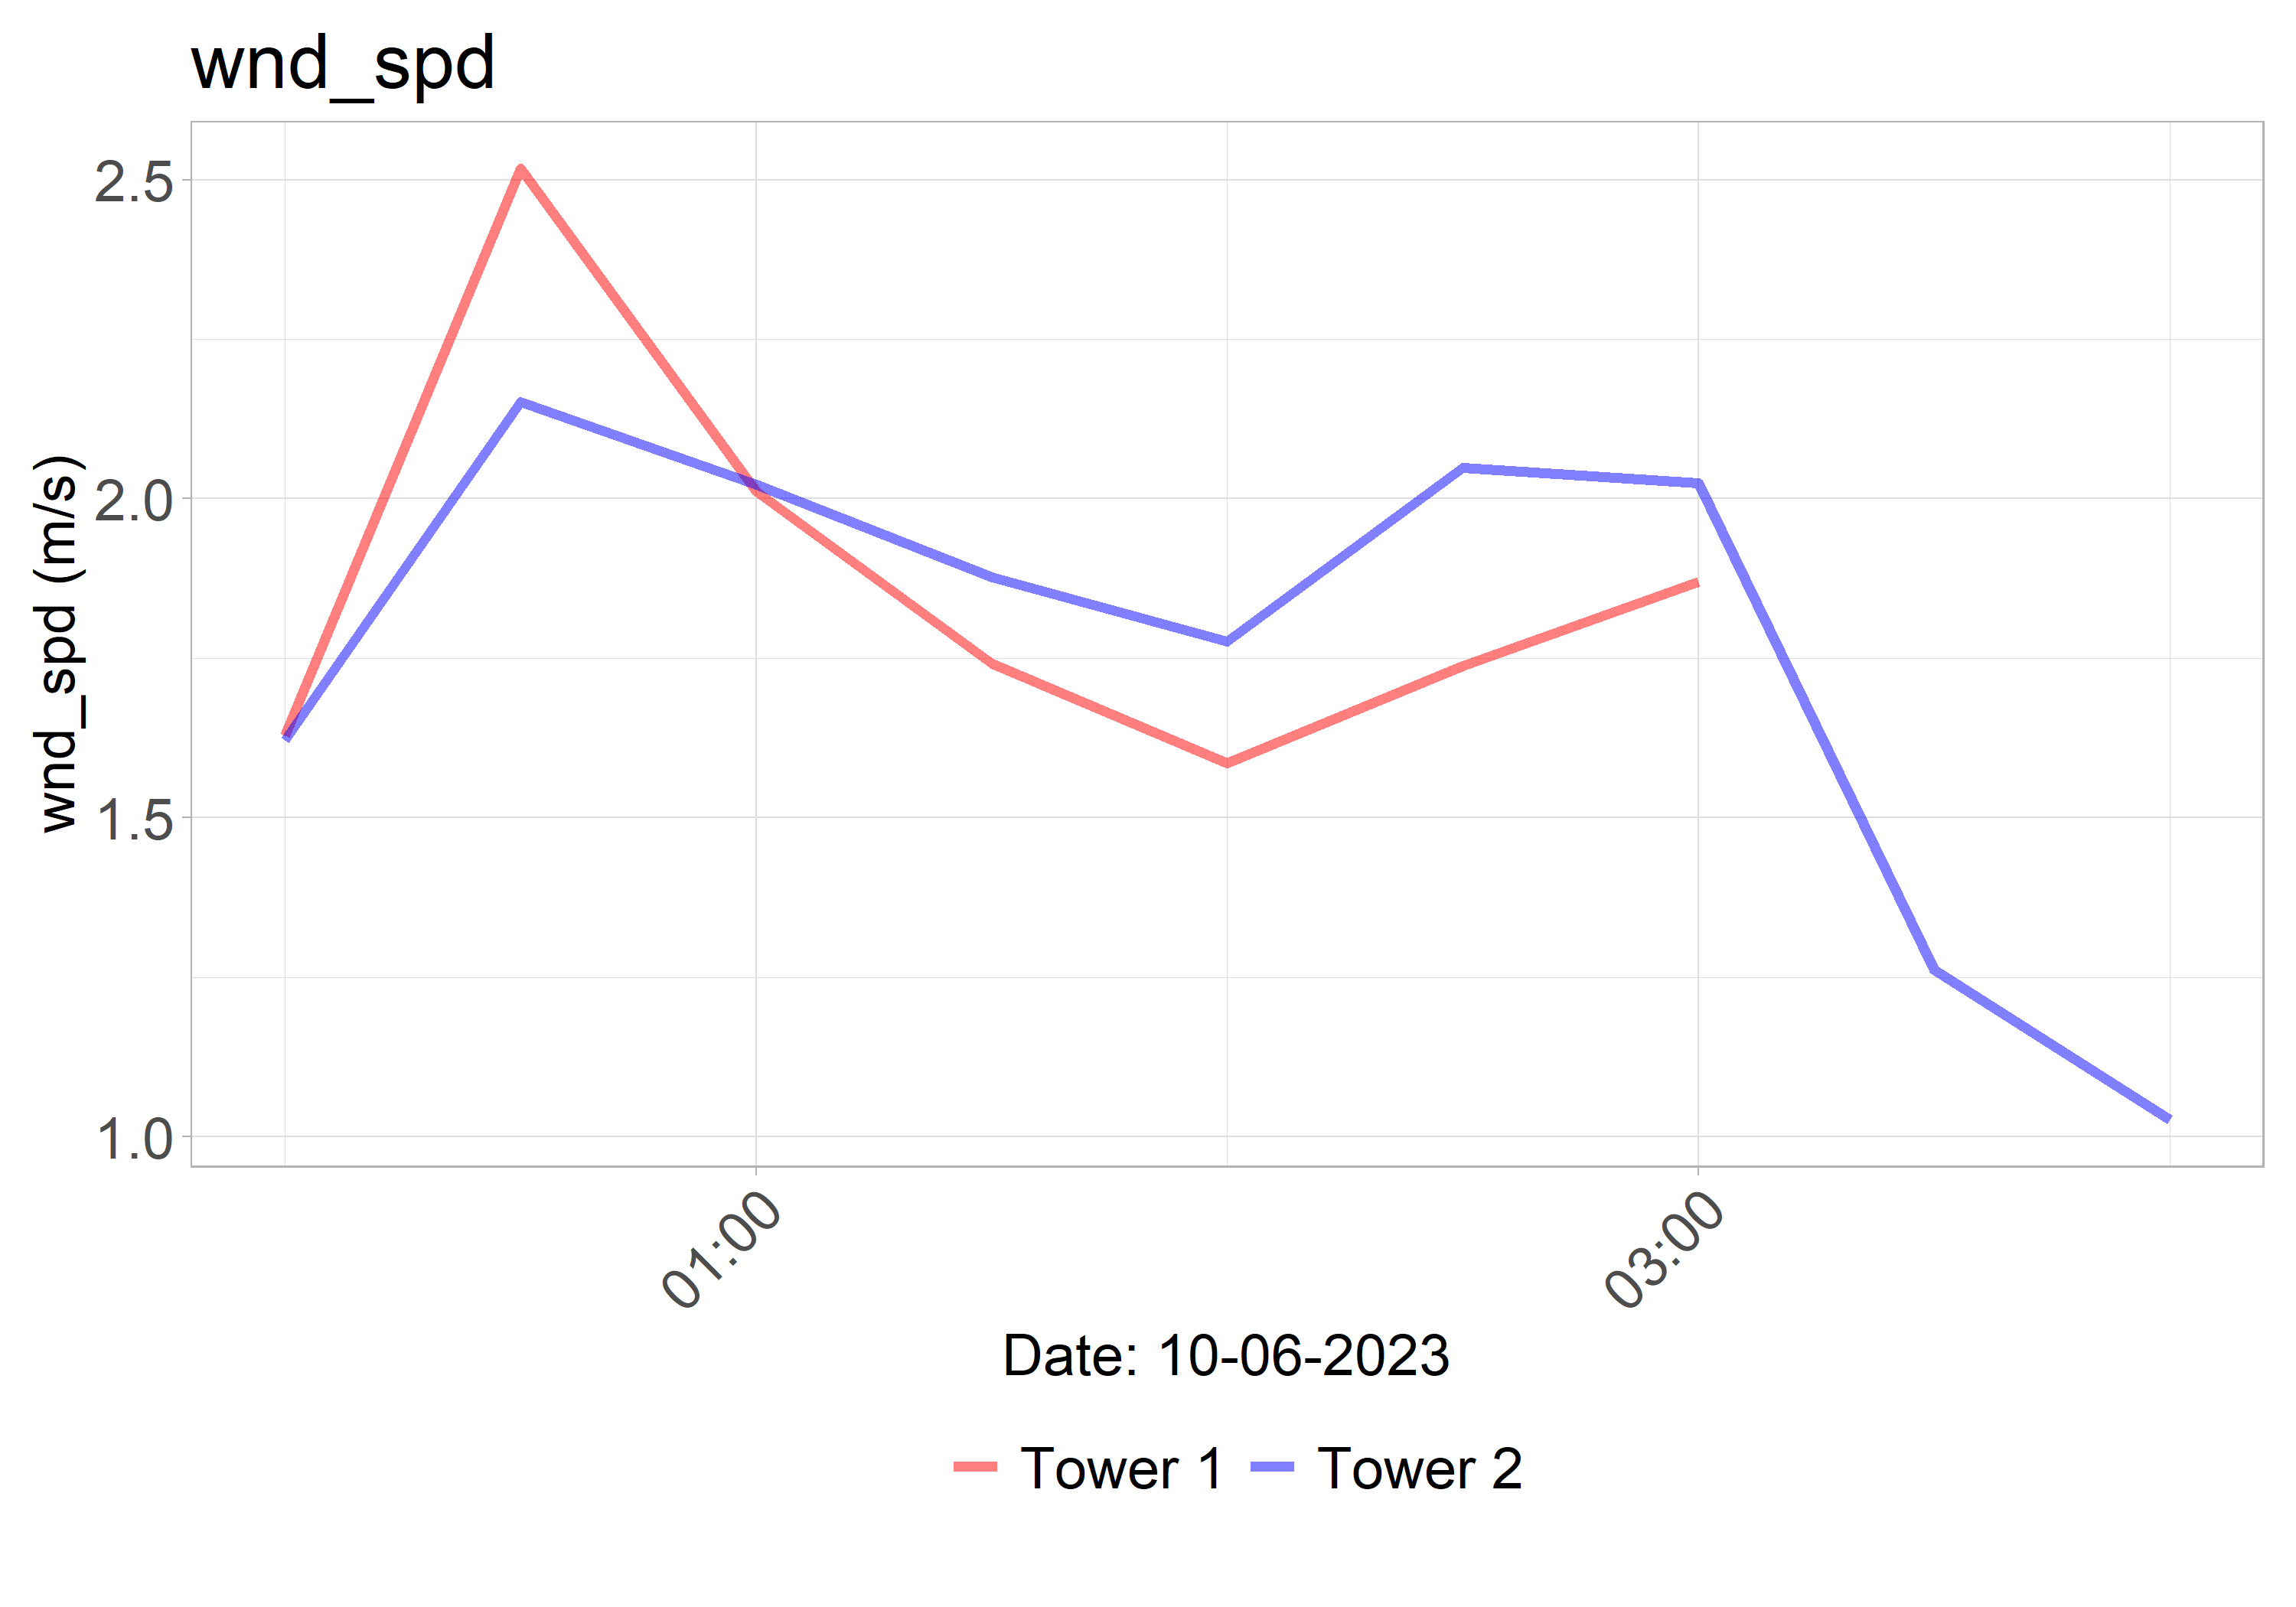 wnd_spd
wnd_spd (m/s)
2.5
2.0
1.5
1.0
01:00
03:00
Date: 10-06-2023
Tower 1
Tower 2